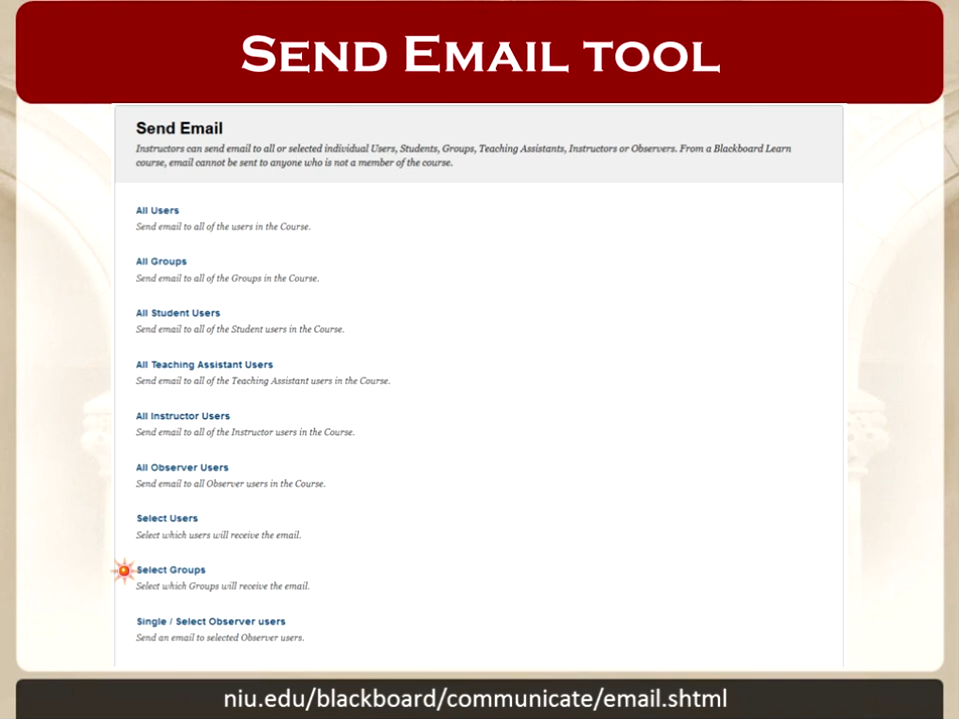 SEND EMAIL TOOL
Send Email
Instructors can send email to all or selected individual Users, Students, Groups, Teaching Assistants, Instructors or Observers. From a Blackboard Learn
course, email cannot be sent to anyone who is not a member of the course.
All Users
Send email to all of the users in the Course.
All Groups
Send email to all of the Groups in the Course.
All Student Users
Send email to all of the Student users in the Course.
All Teaching Assistant Users
Send email to all of the Teaching Assistant users in the Course.
All Instructor Users
Send email to all of the Instructor users in the Course.
All Observer Users
Send email to all Observer users in the Course.
Select Users
Select which users will receive the email.
Select Groups
Select which Groups will receive the email.
Single / Select Observer users
Send an email to selected Observer users.
niu.edu/blackboard/communicate/email.shtml